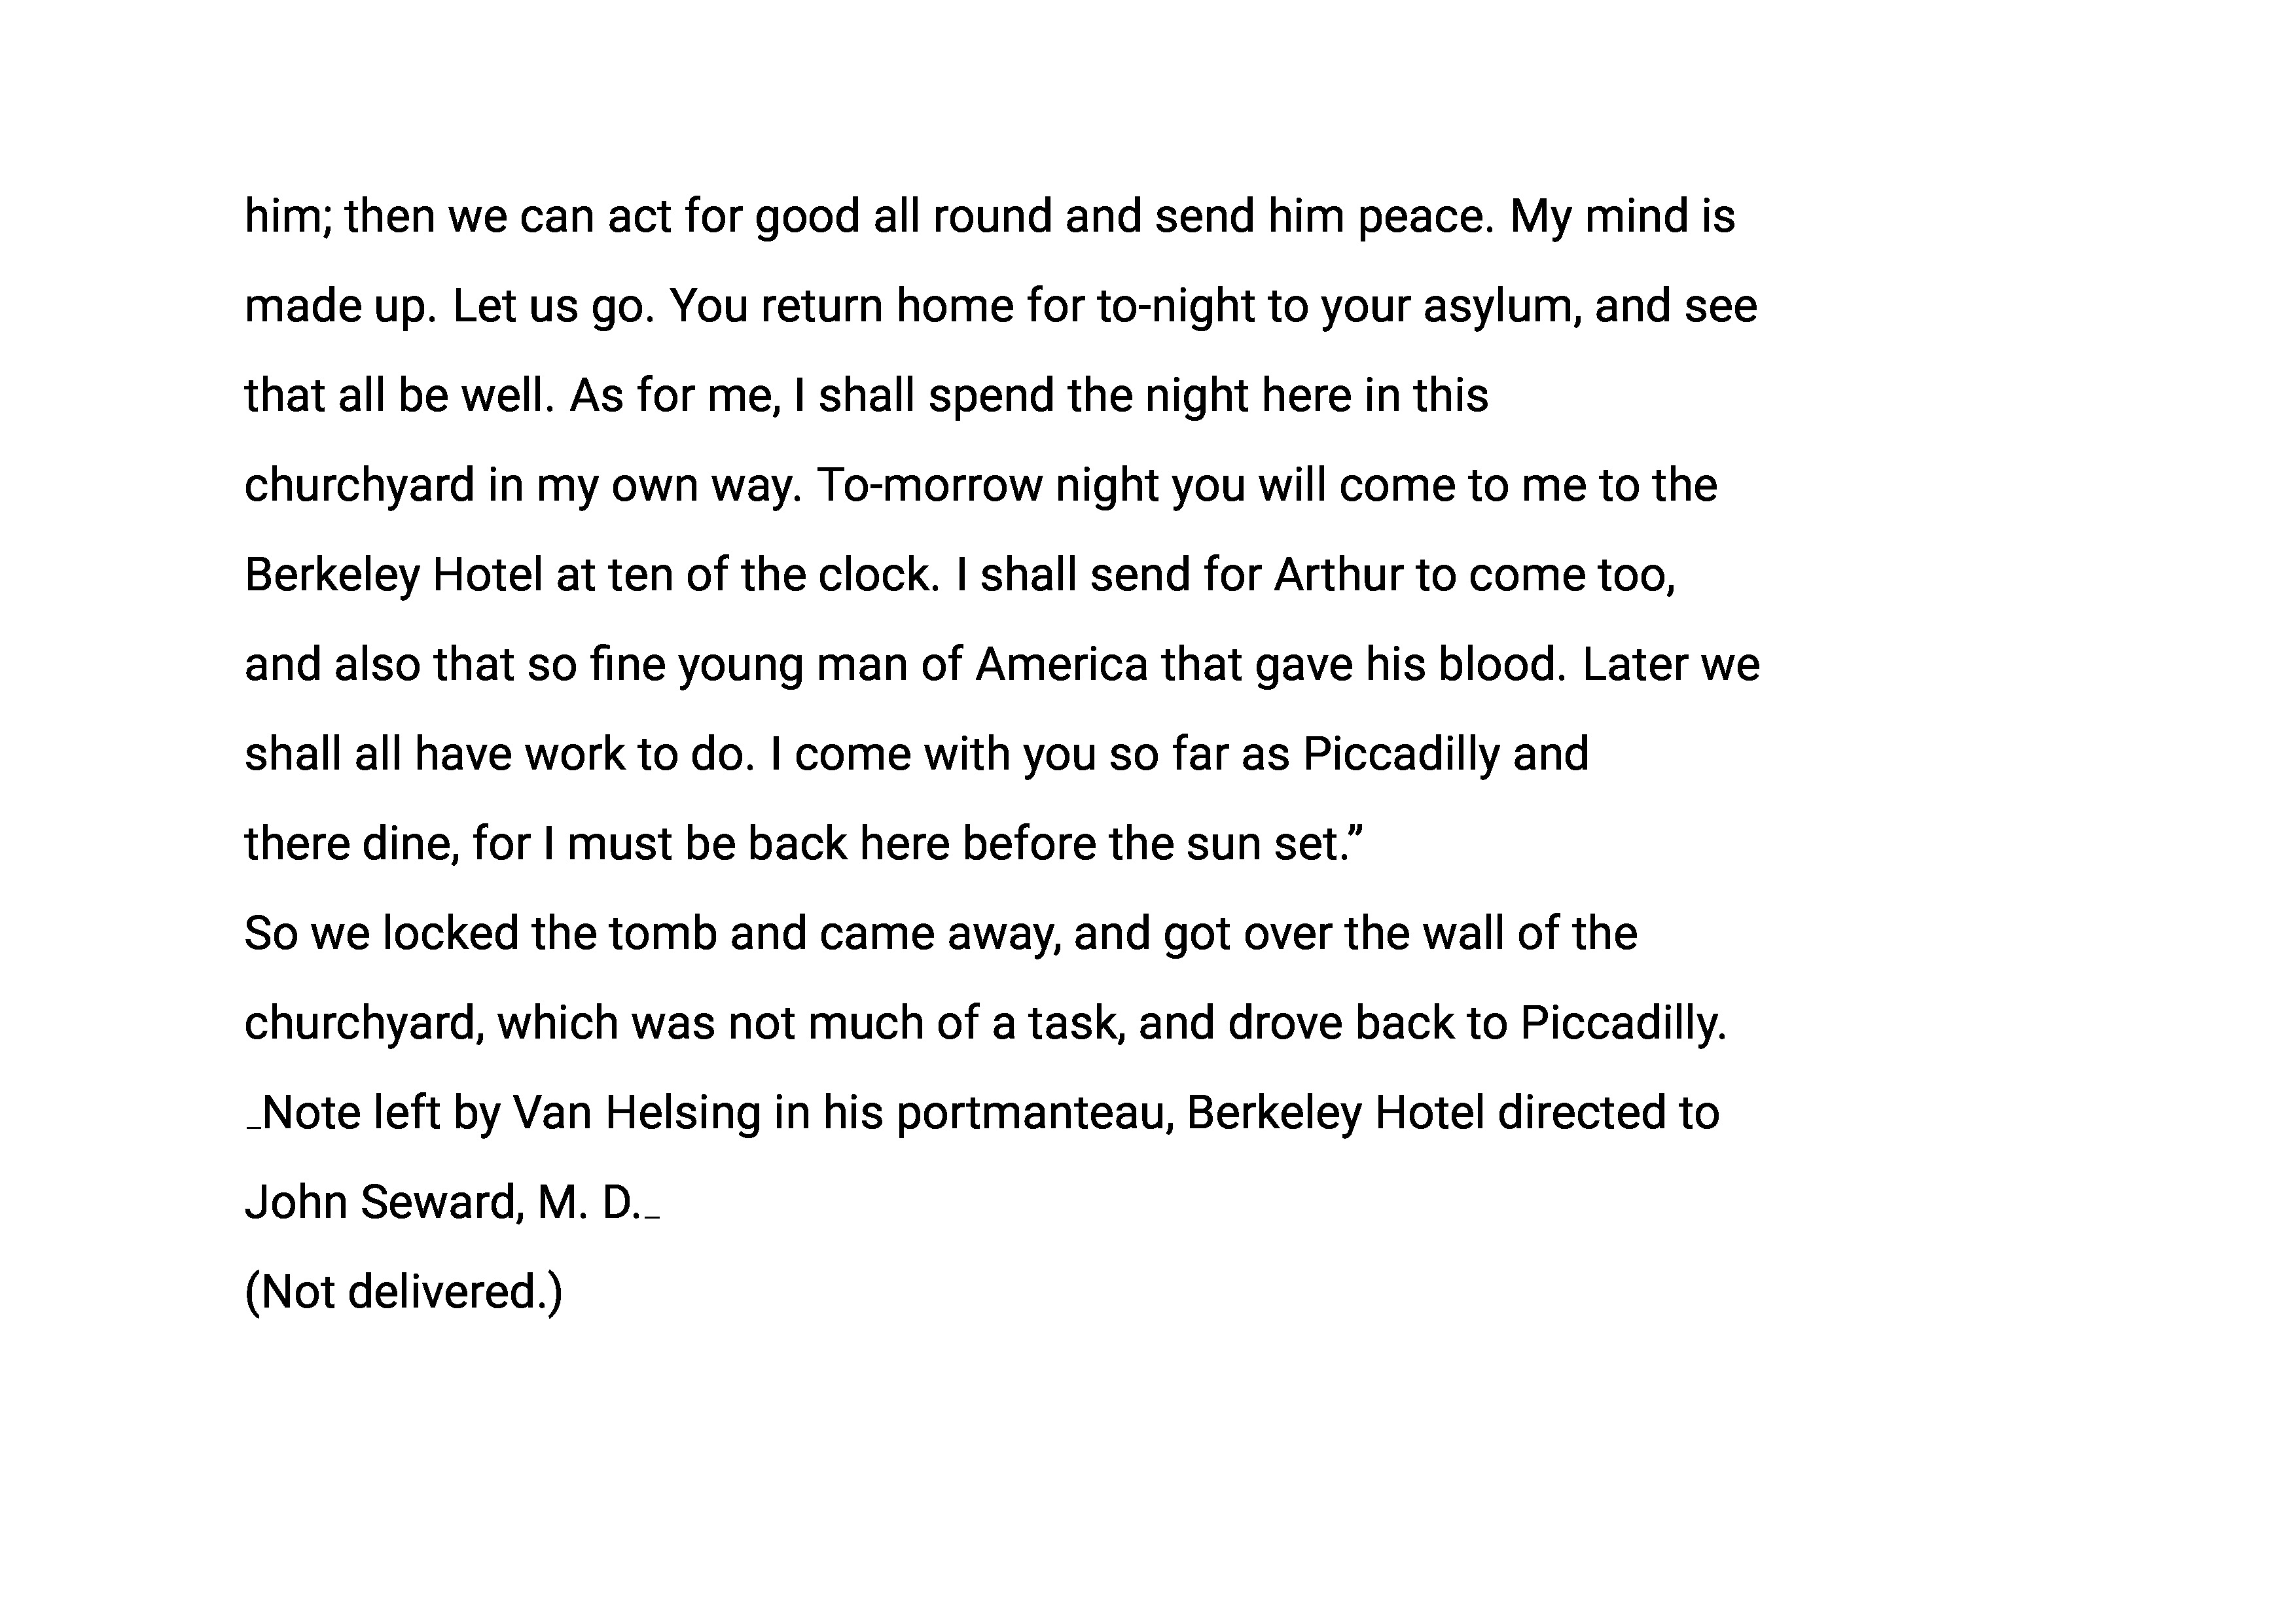 him; then we can act for good all round and send him peace. My mind is
made up. Let us go. You return home for to-night to your asylum, and see
that all be well. As for me, I shall spend the night here in this
churchyard in my own way. To-morrow night you will come to me to the
Berkeley Hotel at ten of the clock. I shall send for Arthur to come too,
and also that so fine young man of America that gave his blood. Later we
shall all have work to do. I come with you so far as Piccadilly and
there dine, for I must be back here before the sun set.”
So we locked the tomb and came away, and got over the wall of the
churchyard, which was not much of a task, and drove back to Piccadilly.
_Note left by Van Helsing in his portmanteau, Berkeley Hotel directed to
John Seward, M. D._
(Not delivered.)